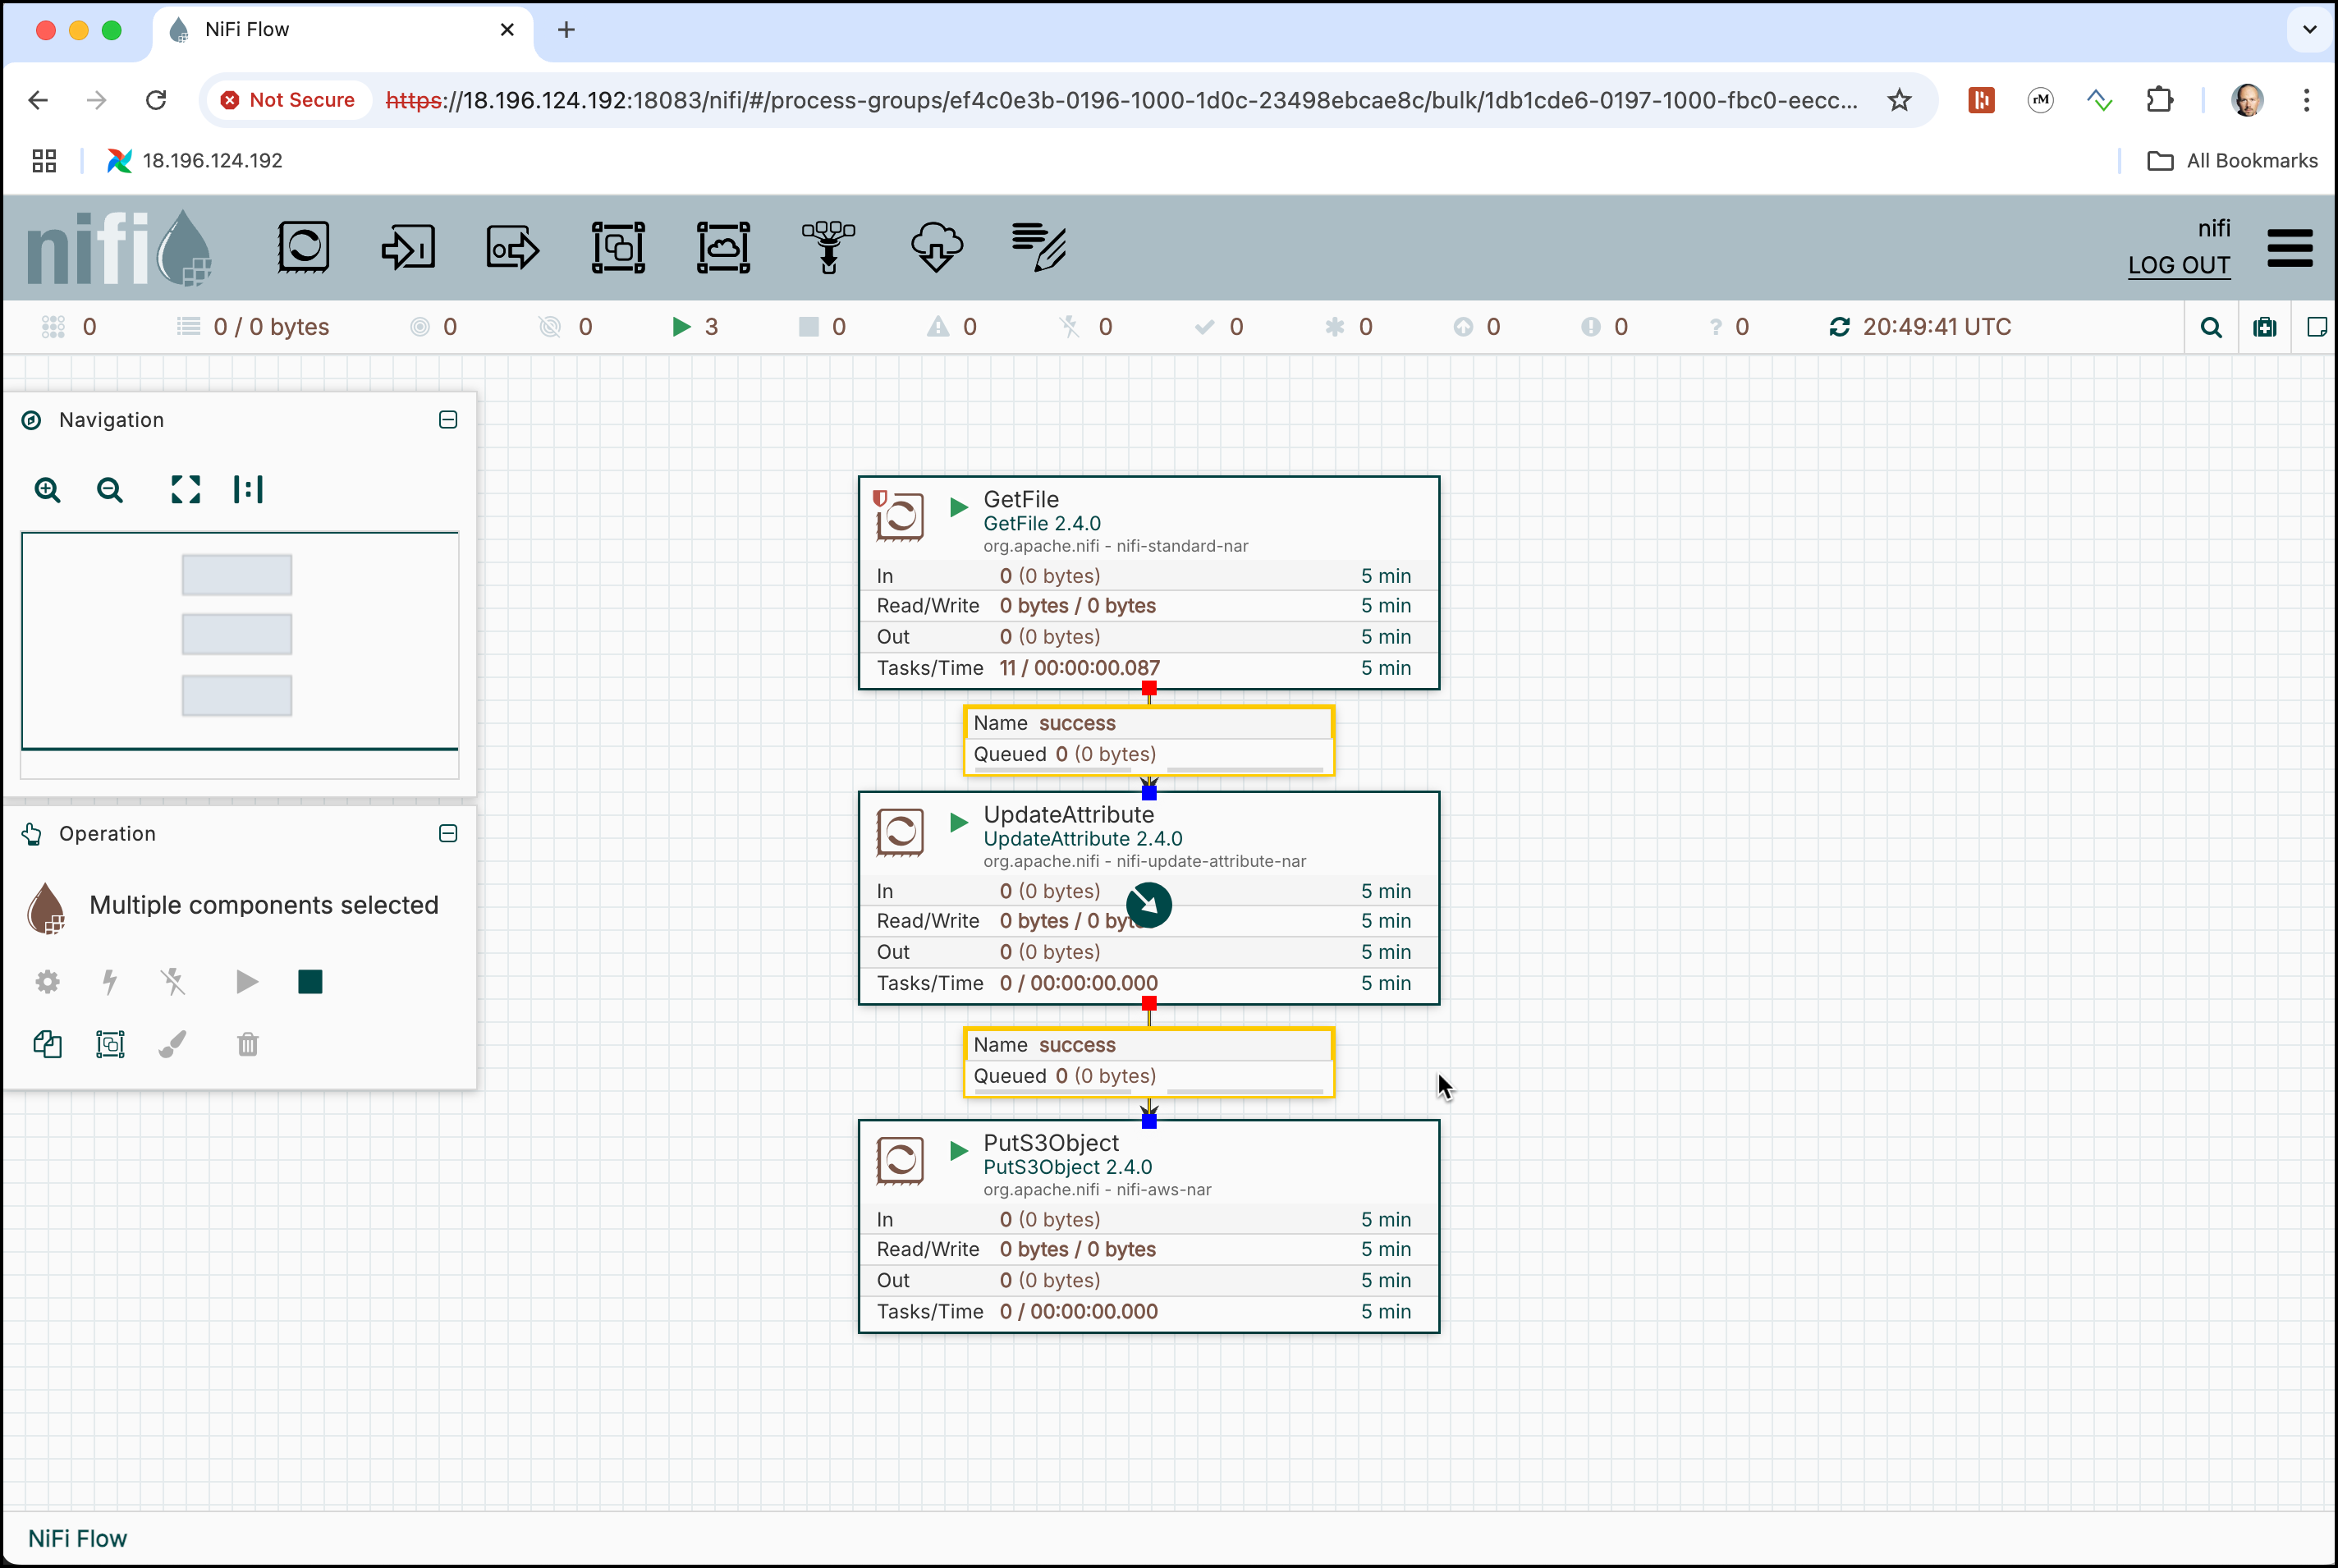 NiFi Flow
Not Secure
https://18.196.124.192:18083/nifi/#/process-groups/ef4c0e3b-0196-1000-1d0c-23498ebcae8c/bulk/1db1cde6-0197-1000-fbc0-eecc...
rM
18.196.124.192
All Bookmarks
nifi
nifi
LOG OUT
0
0 / 0 bytes
0
0
3
0
0
0
0
0
0
0
0
20:49:41 UTC
Navigation
Operation
Multiple components selected
GetFile
GetFile 2.4.0
org.apache.nifi - nifi-standard-nar
In 0 (0 bytes) 5 min
Read/Write 0 bytes / 0 bytes 5 min
Out 0 (0 bytes) 5 min
Tasks/Time 11 / 00:00:00.087 5 min
Name success
Queued 0 (0 bytes)
UpdateAttribute
UpdateAttribute 2.4.0
org.apache.nifi - nifi-update-attribute-nar
In 0 (0 bytes) 5 min
Read/Write 0 bytes / 0 byt 5 min
Out 0 (0 bytes) 5 min
Tasks/Time 0 / 00:00:00.000 5 min
Name success
Queued 0 (0 bytes)
PutS3Object
PutS3Object 2.4.0
org.apache.nifi - nifi-aws-nar
In 0 (0 bytes) 5 min
Read/Write 0 bytes / 0 bytes 5 min
Out 0 (0 bytes) 5 min
Tasks/Time 0 / 00:00:00.000 5 min
NiFi Flow